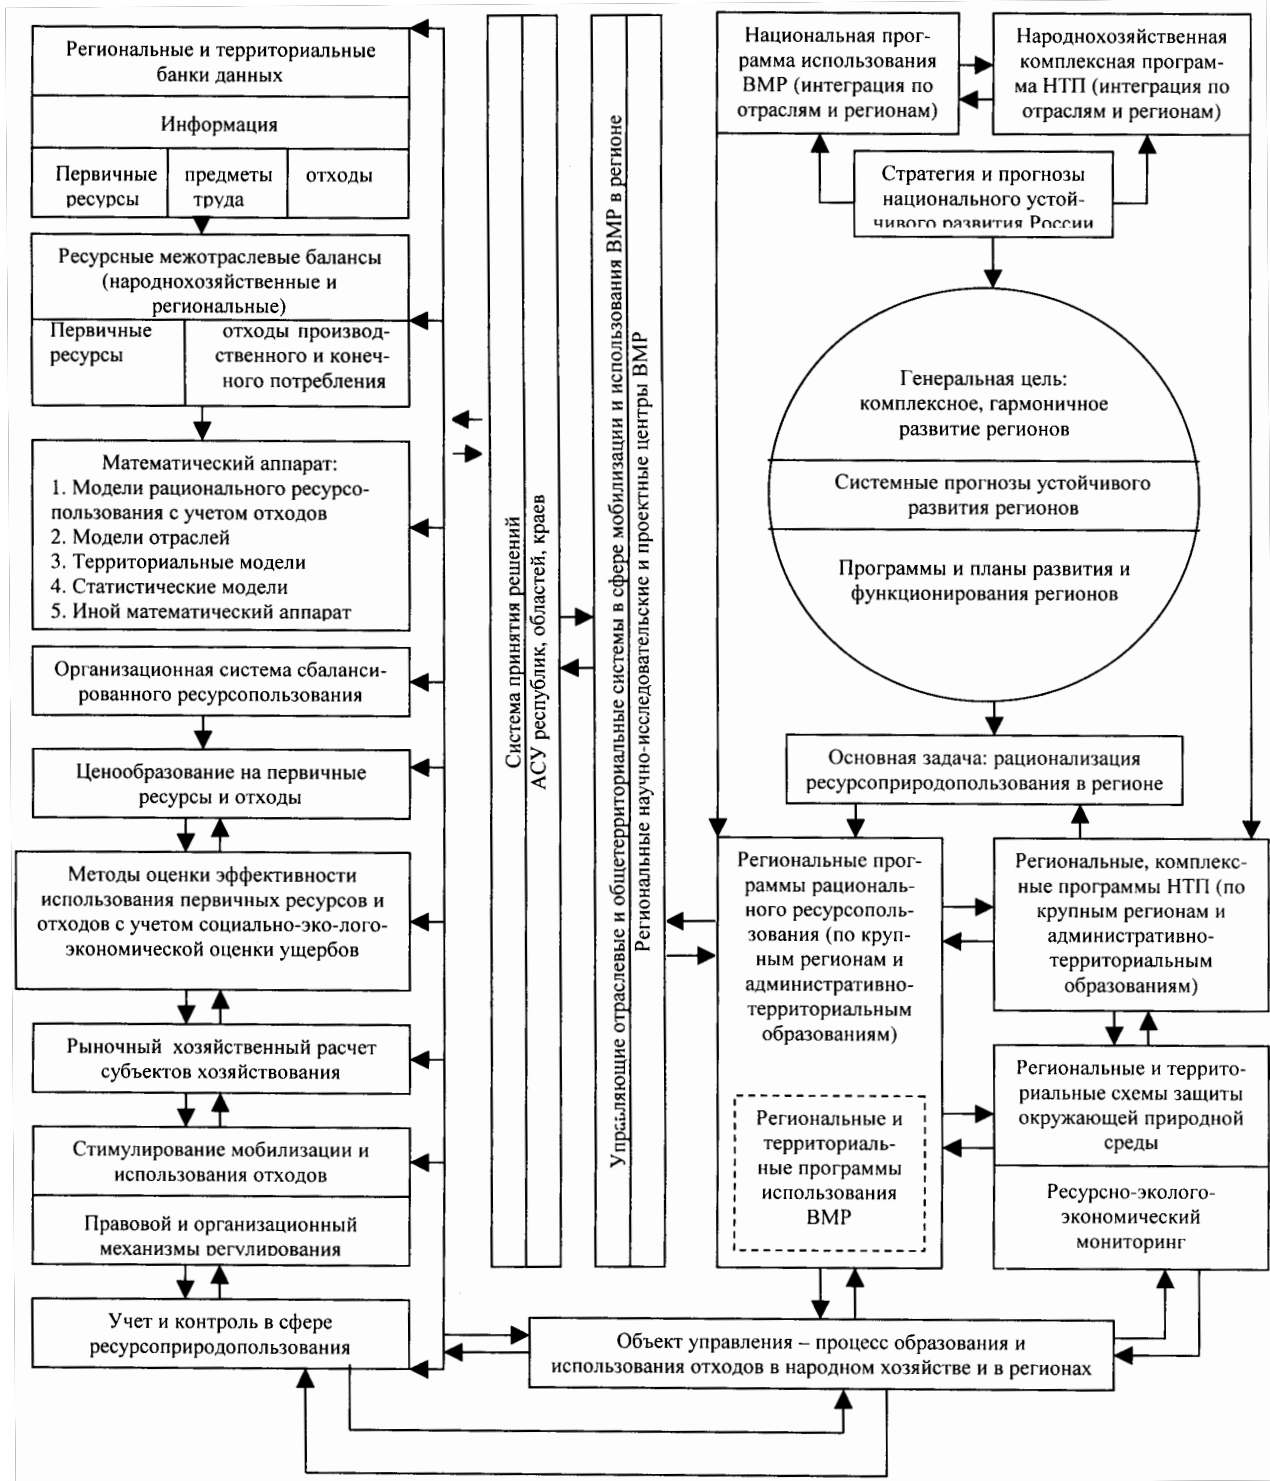 Региональные и территориальные
банки данных
Информация
Первичные
ресурсы
предметы
труда
отходы
Ресурсные межотраслевые балансы
(народнохозяйственные и
региональные)
Первичные
ресурсы
отходы производ-
ственного и конеч-
ного потребления
Математический аппарат:
1. Модели рационального ресурсо-
пользования с учетом отходов
2. Модели отраслей
3. Территориальные модели
4. Статистические модели
5. Иной математический аппарат
Организационная система сбаланси-
рованного ресурсопользования
Ценообразование на первичные
ресурсы и отходы
Методы оценки эффективности
использования первичных ресурсов и
отходов с учетом социально-эко-лого-
экономической оценки ущербов
Рыночный хозяйственный расчет
субъектов хозяйствования
Стимулирование мобилизации и
использования отходов
Правовой и организационный
механизмы регулирования
Учет и контроль в сфере
ресурсоприродопользования
Система принятия решений
АСУ республик, областей, краев
Управляющие отраслевые и общетерриториальные системы в сфере мобилизации и использования ВМР в регионе
Региональные научно-исследовательские и проектные центры ВМР
Национальная про-
грамма использования
ВМР (интеграция по
отраслям и регионам)
Народнохозяйственная
комплексная програм-
ма НТП (интеграция по
отраслям и регионам)
Стратегия и прогнозы
национального устой-
чивого развития России
Генеральная цель:
комплексное, гармоничное
развитие регионов
Системные прогнозы устойчивого
развития регионов
Программы и планы развития и
функционирования регионов
Основная задача: рационализация
ресурсоприродопользования в регионе
Региональные прог-
раммы рациональ-
ного ресурсополь-
зования (по круп-
ным регионам и
административно-
территориальным
образованиям)
Региональные и
территориаль-
ные программы
использования
ВМР
Региональные, комплекс-
ные программы НТП (по
крупным регионам и
административно-
территориальным
образованиям)
Региональные и террито-
риальные схемы защиты
окружающей природной
среды
Ресурсно-эколого-
экономический
мониторинг
Объект управления – процесс образования и
использования отходов в народном хозяйстве и в регионах